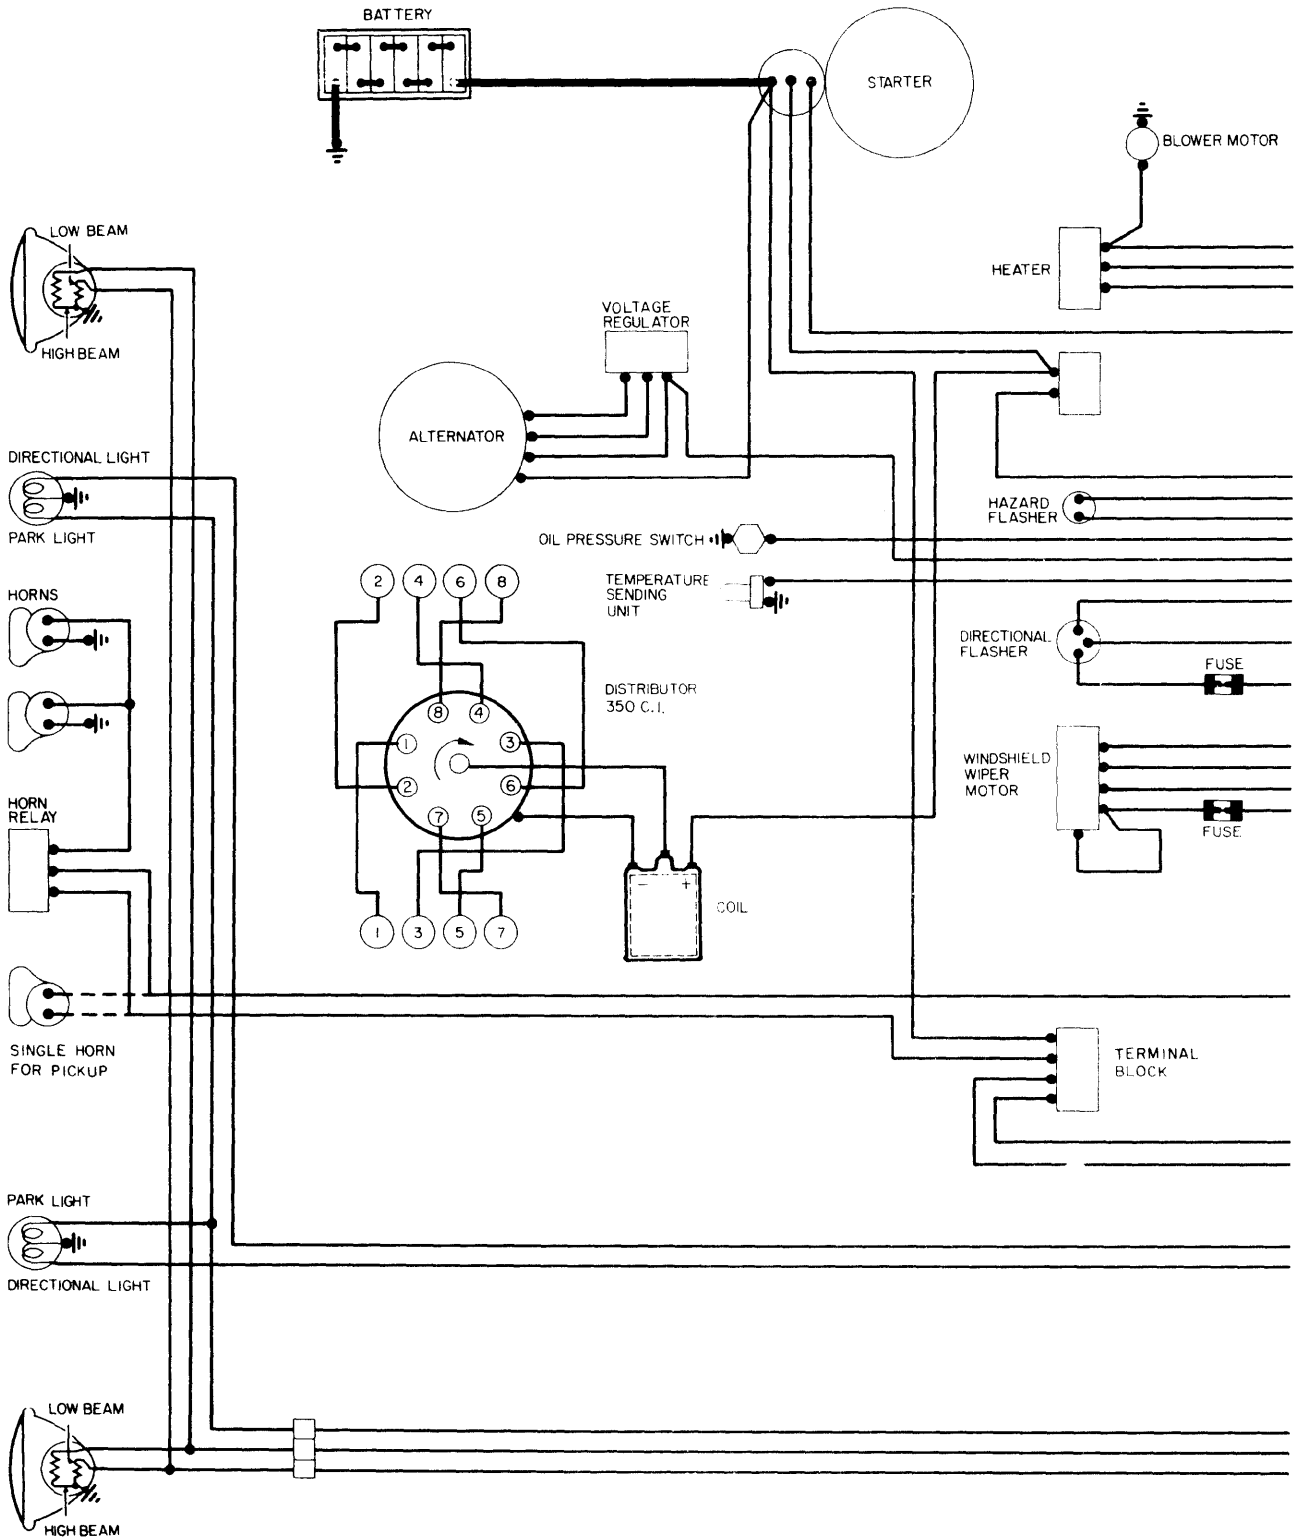 BATTERY
STARTER
BLOWER MOTOR
LOW BEAM
HEATER
HIGH BEAM
VOLTAGE
REGULATOR
ALTERNATOR
DIRECTIONAL LIGHT
PARK LIGHT
HAZARD
FLASHER
OIL PRESSURE SWITCH
TEMPERATURE
SENDING
UNIT
2 4 6 8
HORNS
DIRECTIONAL
FLASHER
FUSE
DISTRIBUTOR
350 C.I.
8 4
1 3
2 6
7 5
WINDSHIELD
WIPER
MOTOR
FUSE
HORN
RELAY
- +
COIL
1 3 5 7
SINGLE HORN
FOR PICKUP
TERMINAL
BLOCK
PARK LIGHT
DIRECTIONAL LIGHT
LOW BEAM
HIGH BEAM